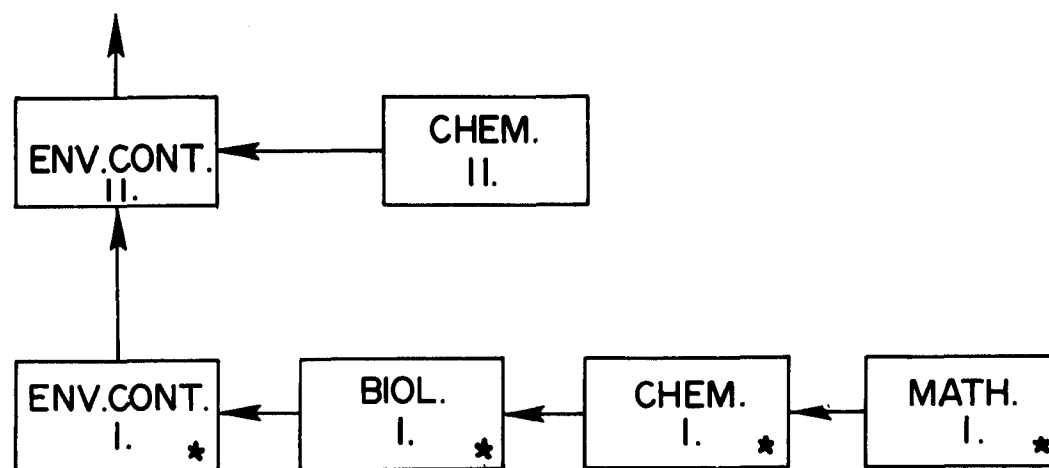 ENV.CONT.
II.
CHEM.
II.
ENV.CONT.
I. *
BIOL.
I. *
CHEM.
I. *
MATH.
I. *